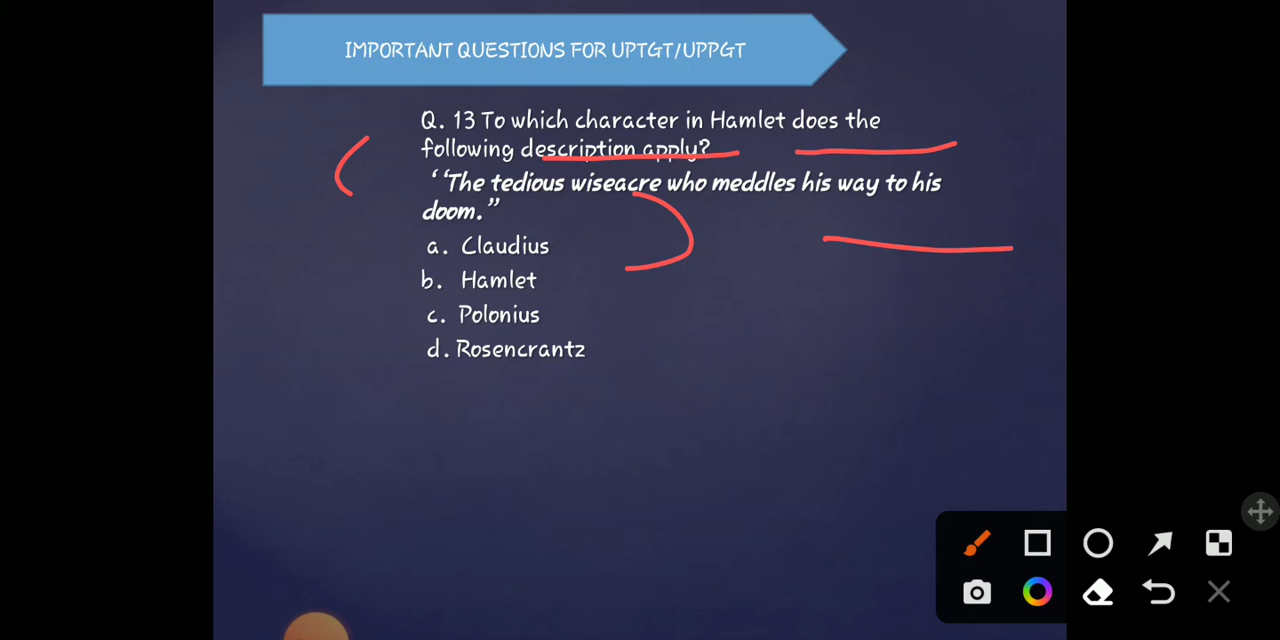 IMPORTANT QUESTIONS FOR UPTGT/UPPGT
Q. 13 To which character in Hamlet does the
following description apply?
‘‘The tedious wiseacre who meddles his way to his
doom.”
a. Claudius
b. Hamlet
c. Polonius
d. Rosencrantz